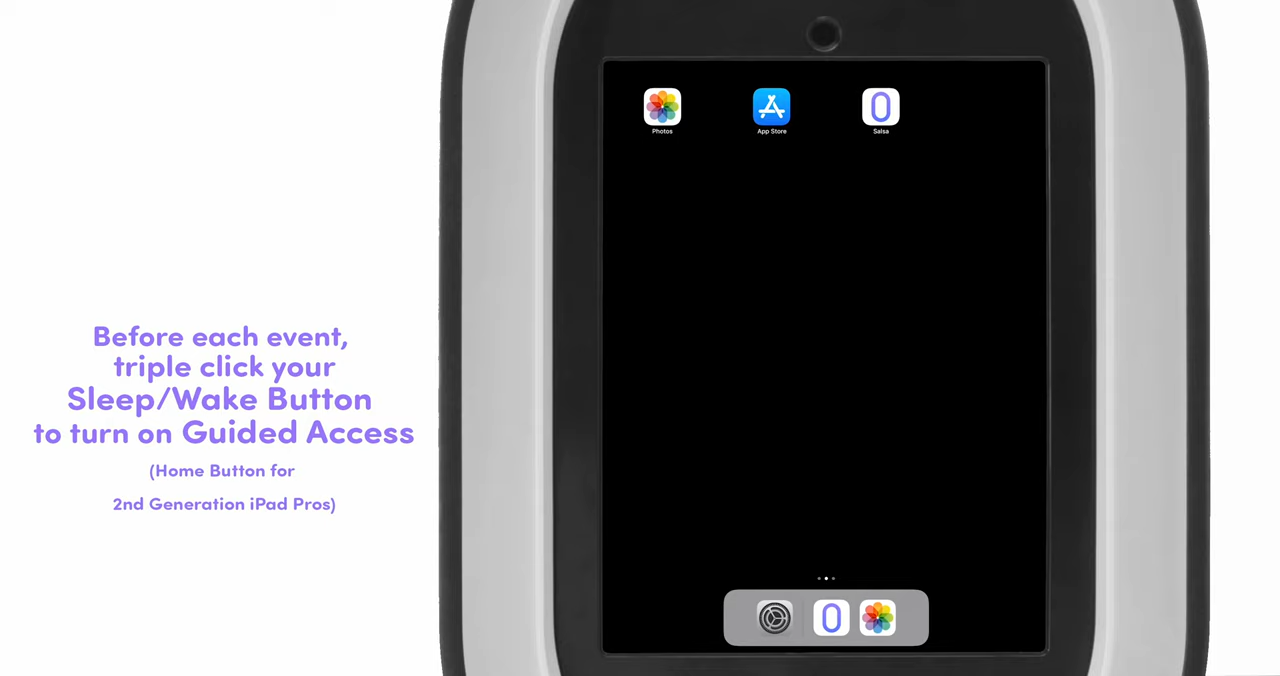 Before each event,
triple click your
Sleep/Wake Button
to turn on Guided Access
(Home Button for
2nd Generation iPad Pros)
Photos
App Store
Salsa